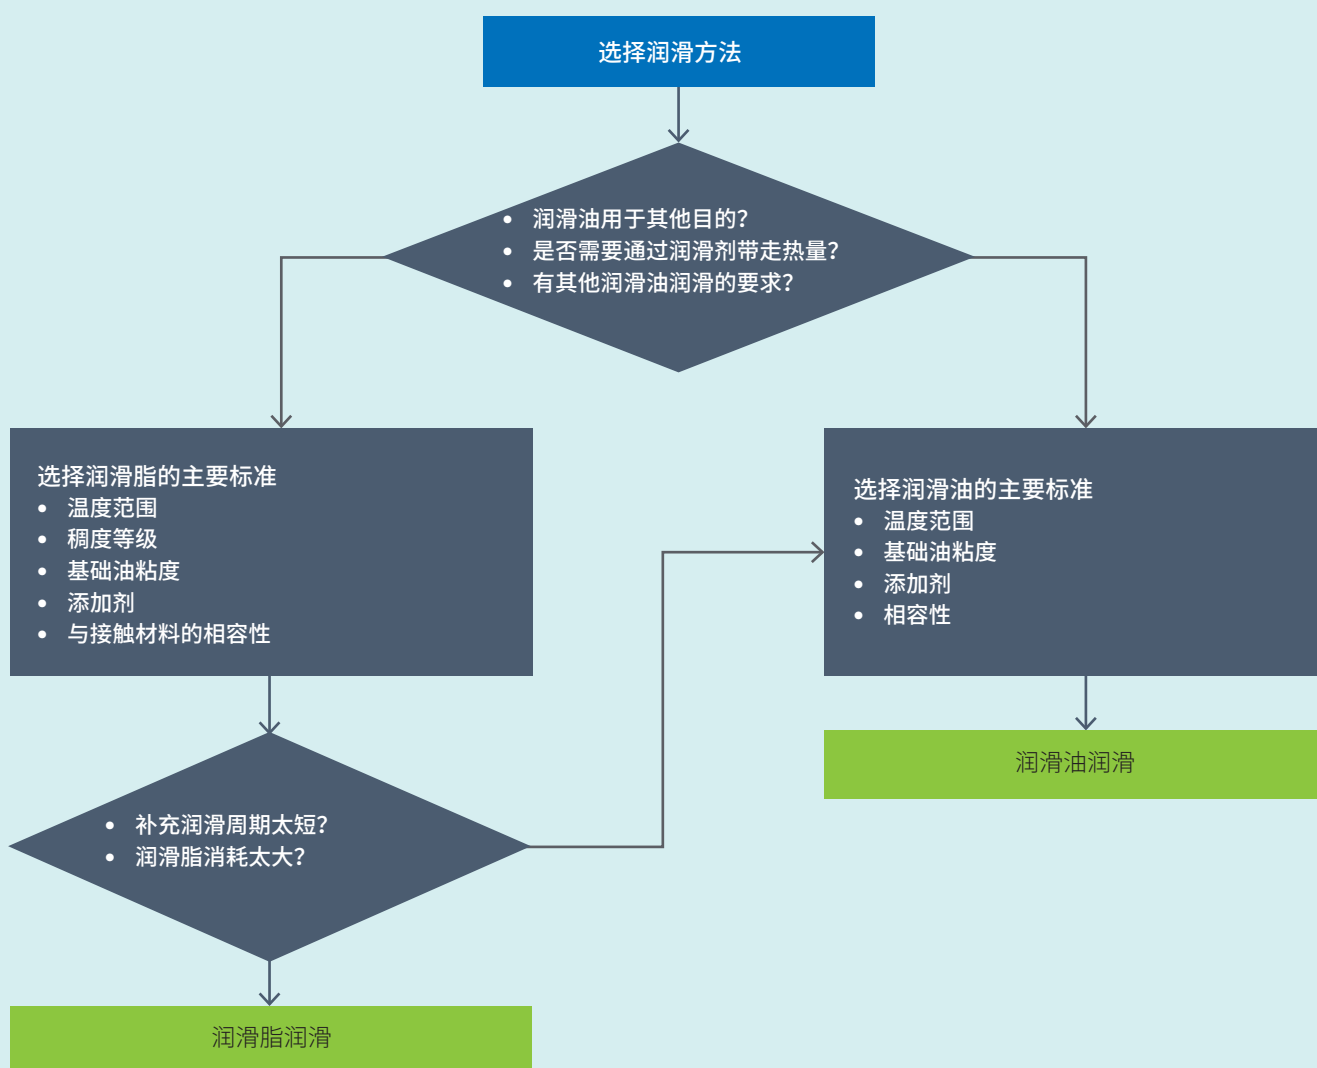 选择润滑方法
• 润滑油用于其他目的?
• 是否需要通过润滑剂带走热量?
• 有其他润滑油润滑的要求?
选择润滑脂的主要标准
• 温度范围
• 稠度等级
• 基础油粘度
• 添加剂
• 与接触材料的相容性
选择润滑油的主要标准
• 温度范围
• 基础油粘度
• 添加剂
• 相容性
润滑油润滑
• 补充润滑周期太短?
• 润滑脂消耗太大?
润滑脂润滑